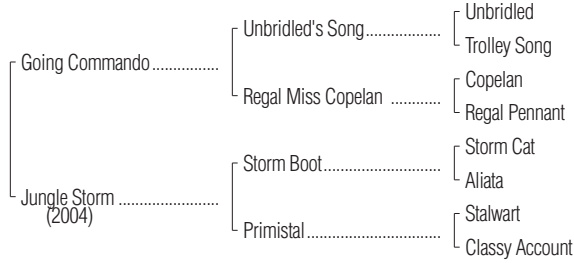 Unbridled
Unbridled's Song..................
Trolley Song
Going Commando................
Copelan
Regal Miss Copelan ............
Regal Pennant
Storm Cat
Storm Boot............................
Aliata
Jungle Storm ........................
(2004)
Stalwart
Primistal................................
Classy Account